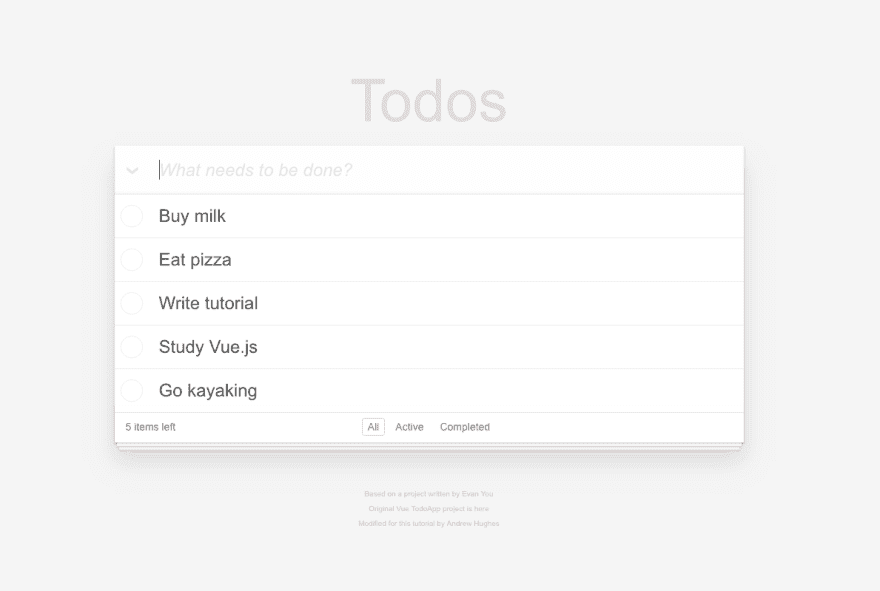 Todos
What needs to be done?
Buy milk
Eat pizza
Write tutorial
Study Vue.js
Go kayaking
5 items left All Active Completed
Based on a project written by Evan You
Original Vue TodoApp project is here
Modified for this tutorial by Andrew Hughes